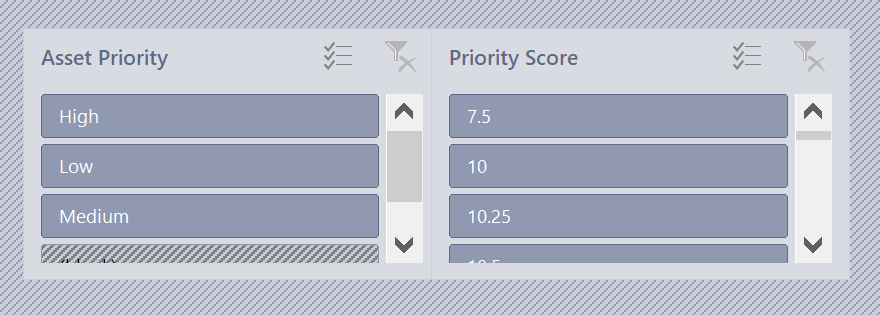 Asset Priority
High
Low
Medium
Priority Score
7.5
10
10.25